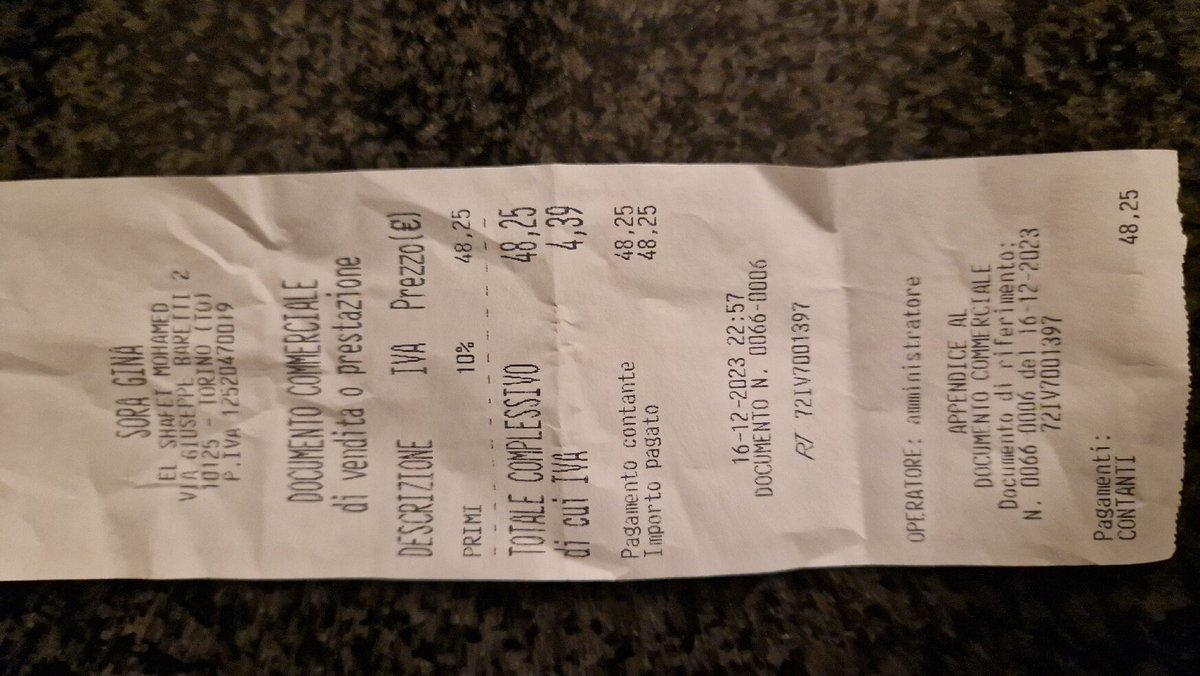 SORA GINA
EL SHAFET MOHAMED
VIA GIUSEPPE BARETTI 2
10125 - TORINO (TO)
P.IVA 12520470019
DOCUMENTO COMMERCIALE
di vendita o prestazione
DESCRIZIONE IVA Prezzo(€)
PRIMI 10% 48,25
TOTALE COMPLESSIVO 48,25
di cui IVA 4,39
Pagamento contante 48,25
Importo pagato 48,25
16-12-2023 22:57
DOCUMENTO N. 0066-0006
RT 72IV7001397
OPERATORE: amministratore
APPENDICE AL
DOCUMENTO COMMERCIALE
Documento di riferimento:
N. 0066 0006 del 16-12-2023
72IV7001397
Pagamenti:
CONTANTI 48,25